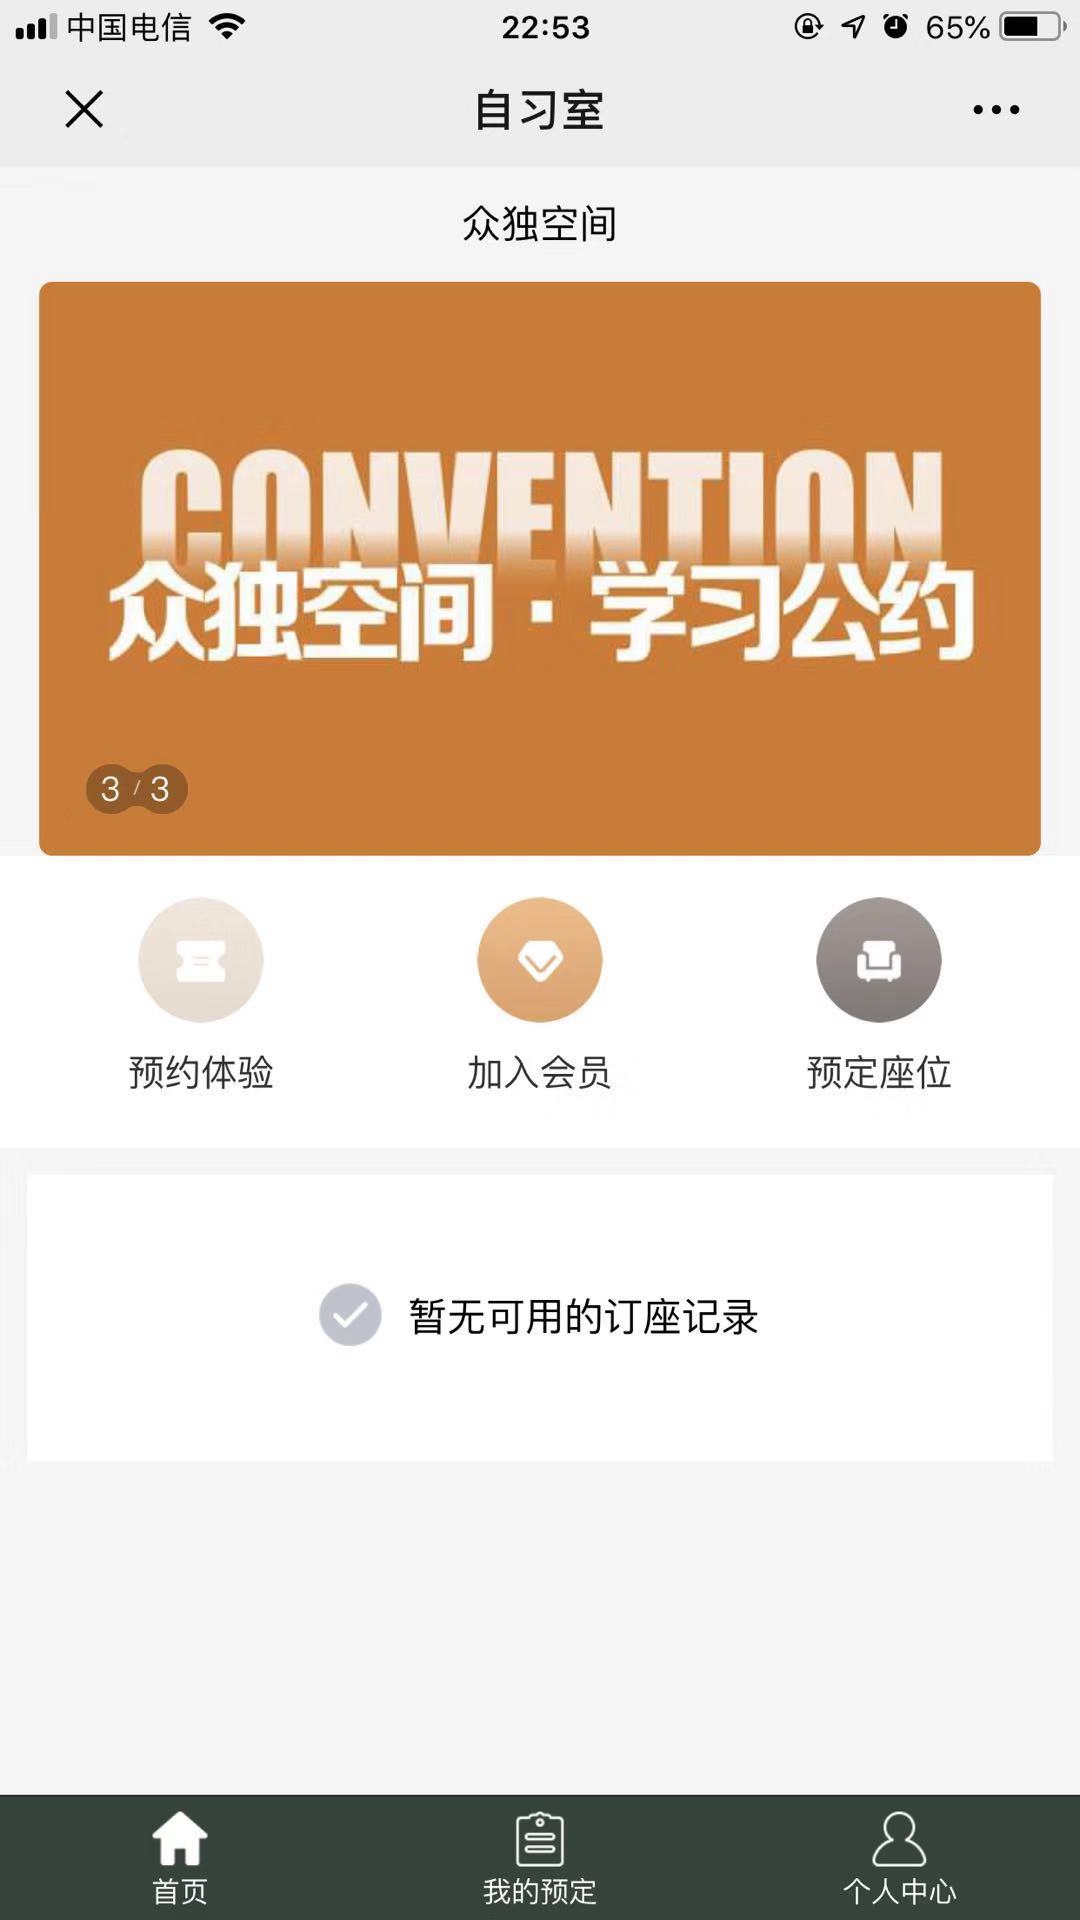 中国电信 22:53 65%
自习室
众独空间
CONVENTION
众独空间·学习公约
3 / 3
预约体验 加入会员 预定座位
暂无可用的订座记录
首页 我的预定 个人中心